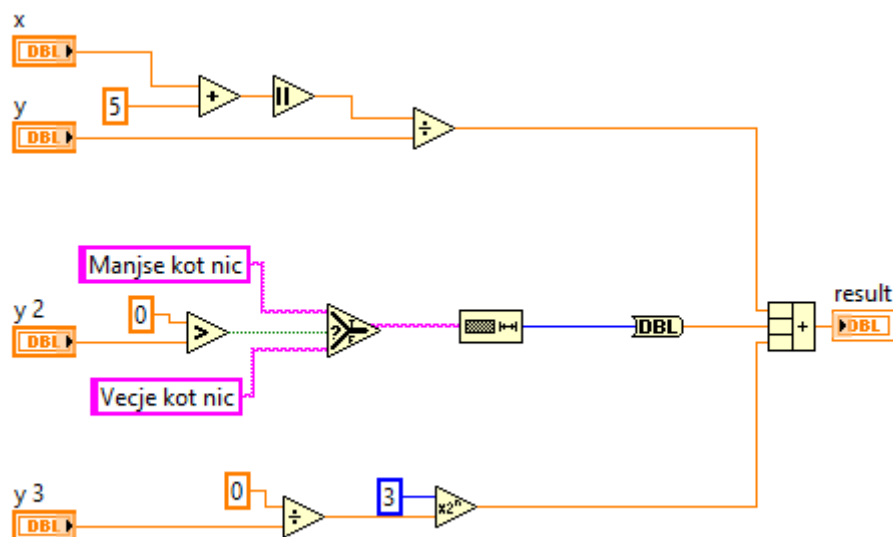 x
DBL
5
+
y
DBL
÷
Manjse kot nic
y 2
0
DBL
>
?
T
F
DBL
+
result
DBL
Vecje kot nic
y 3
0
3
DBL
÷
x2ⁿ